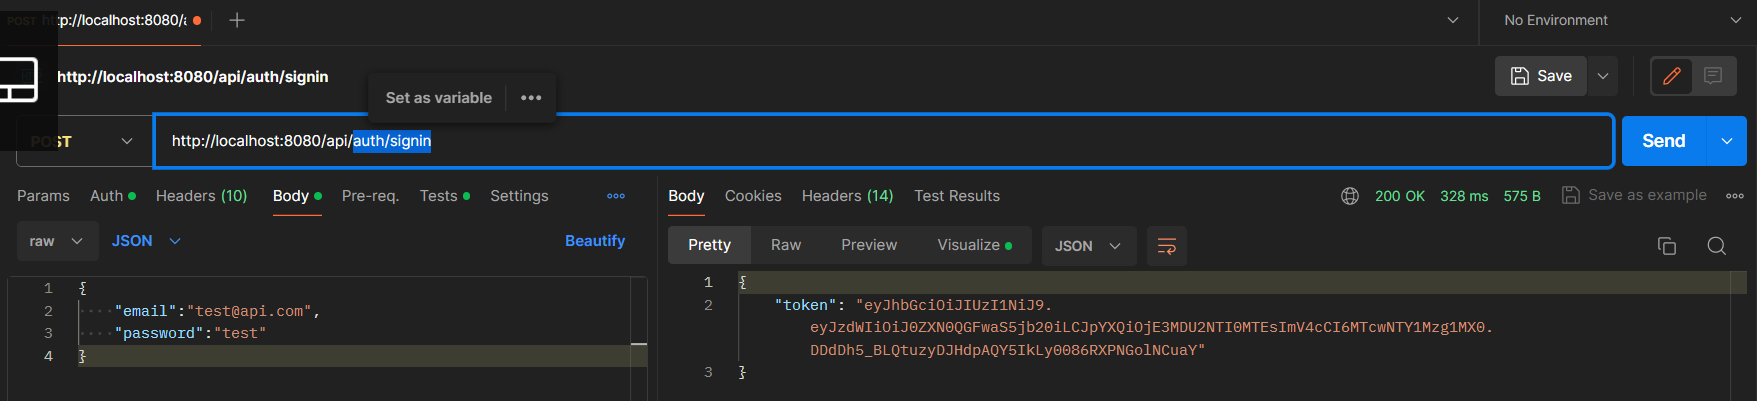 POST http://localhost:8080/a No Environment
http://localhost:8080/api/auth/signin Save
Set as variable
POST http://localhost:8080/api/auth/signin Send
Params Auth Headers (10) Body Pre-req. Tests Settings
Body Cookies Headers (14) Test Results 200 OK 328 ms 575 B Save as example
raw JSON Beautify
Pretty Raw Preview Visualize JSON
1 {
2 "email":"test@api.com",
3 "password":"test"
4 }
1 {
2 "token": "eyJhbGciOiJIUzI1NiJ9.
eyJzdWIiOiJ0ZXN0QGFwaS5jb20iLCJpYXQiOjE3MDU2NTI0MTEsImV4cCI6MTcwNTY1Mzg1MX0.
DDdDh5_BLQtuzyDJHdpAQY5IkLy0086RXPNGolNCuaY"
3 }